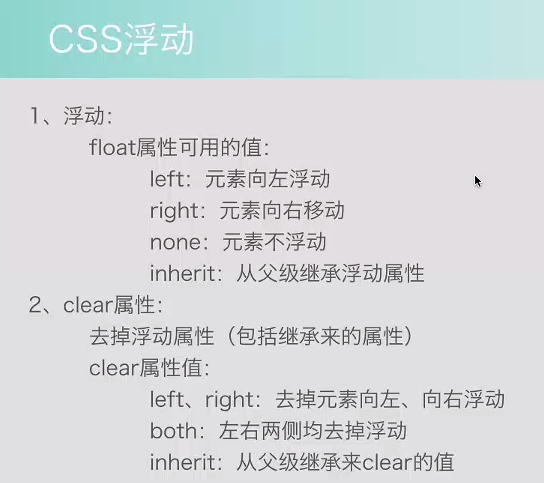 CSS浮动
1、浮动：
float属性可用的值：
left：元素向左浮动
right：元素向右移动
none：元素不浮动
inherit：从父级继承浮动属性
2、clear属性：
去掉浮动属性（包括继承来的属性）
clear属性值：
left、right：去掉元素向左、向右浮动
both：左右两侧均去掉浮动
inherit：从父级继承来clear的值